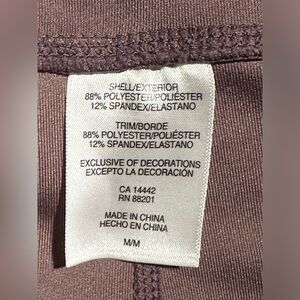 SHELL/EXTERIOR
88% POLYESTER/POLIÉSTER
12% SPANDEX/ELASTANO
TRIM/BORDE
88% POLYESTER/POLIÉSTER
12% SPANDEX/ELASTANO
EXCLUSIVE OF DECORATIONS
EXCEPTO LA DECORACIÓN
CA 14442
RN 88201
MADE IN CHINA
HECHO EN CHINA
M/M